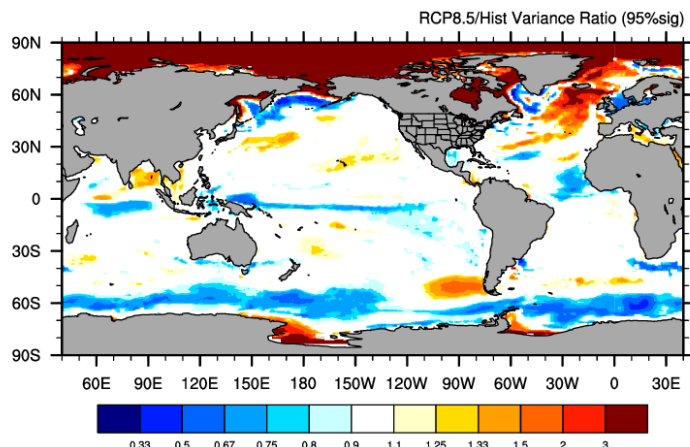 RCP8.5/Hist Variance Ratio (95%sig)
90N
60N
30N
0
30S
60S
90S
60E 90E 120E 150E 180 150W 120W 90W 60W 30W 0 30E
0.33 0.5 0.67 0.75 0.8 0.9 1.1 1.25 1.33 1.5 2 3